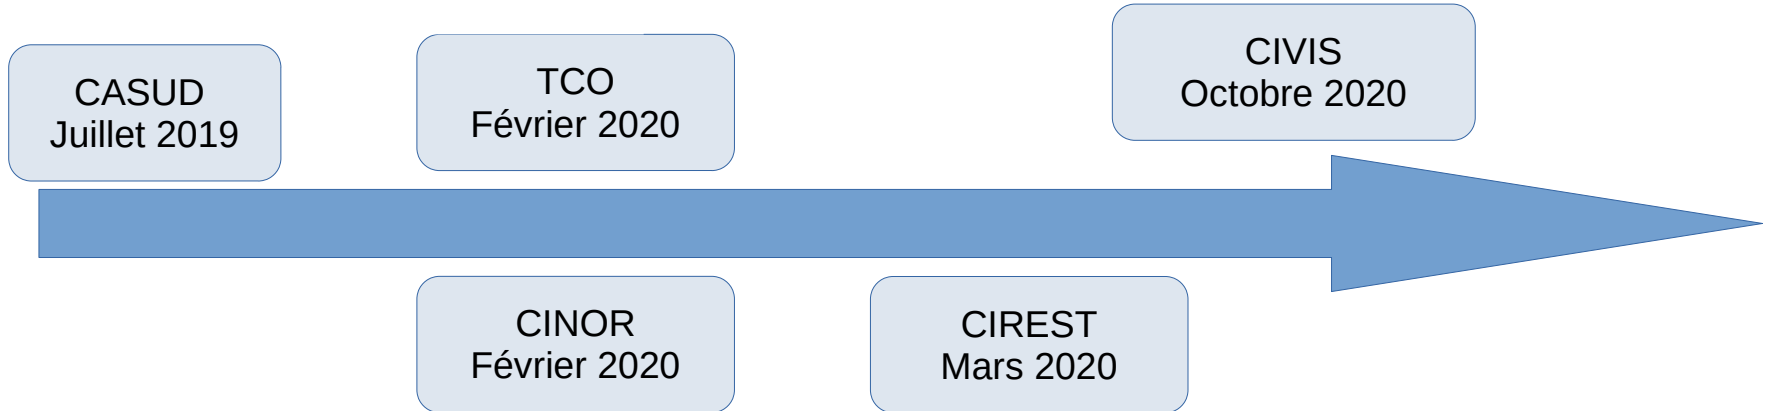 CASUD
Juillet 2019
TCO
Février 2020
CIVIS
Octobre 2020
CINOR
Février 2020
CIREST
Mars 2020